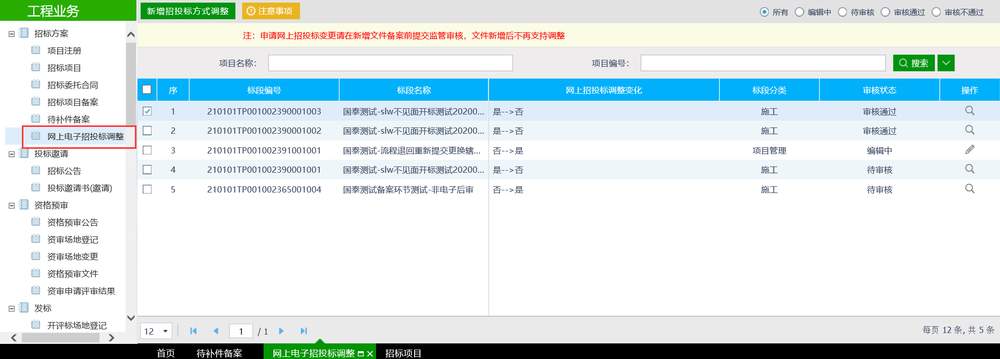 工程业务
招标方案
项目注册
招标项目
招标委托合同
招标项目备案
待补件备案
网上电子招投标调整
投标邀请
招标公告
投标邀请书(邀请)
资格预审
资格预审公告
资审场地登记
资审场地变更
资格预审文件
资审申请评审结果
发标
开评标场地登记
新增招投标方式调整 注意事项 所有 编辑中 待审核 审核通过 审核不通过
注：申请网上招投标变更请在新增文件备案前提交监管审核，文件新增后不再支持调整
项目名称： 项目编号： 搜索
序 标段编号 标段名称 网上招投标调整变化 标段分类 审核状态 操作
1 210101TP001002390001003 国泰测试-slw不见面开标测试20200... 是-->否 施工 审核通过
2 210101TP001002390001002 国泰测试-slw不见面开标测试20200... 是-->否 施工 审核通过
3 210101TP001002391001001 国泰测试-流程退回重新提交更换辖... 否-->是 项目管理 编辑中
4 210101TP001002390001001 国泰测试-slw不见面开标测试20200... 是-->否 施工 待审核
5 210101TP001002365001004 国泰测试备案环节测试-非电子后审 否-->是 施工 待审核
12 1 / 1 每页 12 条, 共 5 条
首页 待补件备案 网上电子招投标调整 招标项目